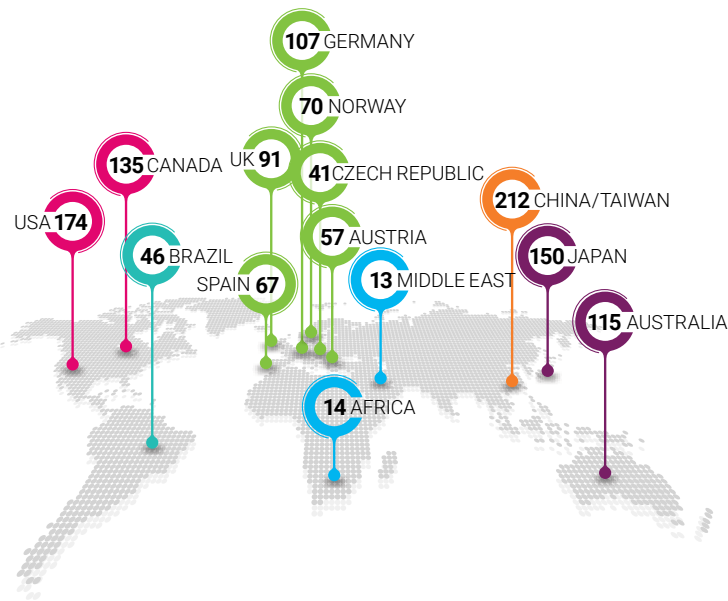 107 GERMANY
70 NORWAY
135 CANADA
UK 91
41 CZECH REPUBLIC
212 CHINA/TAIWAN
USA 174
57 AUSTRIA
46 BRAZIL
150 JAPAN
SPAIN 67
13 MIDDLE EAST
115 AUSTRALIA
14 AFRICA